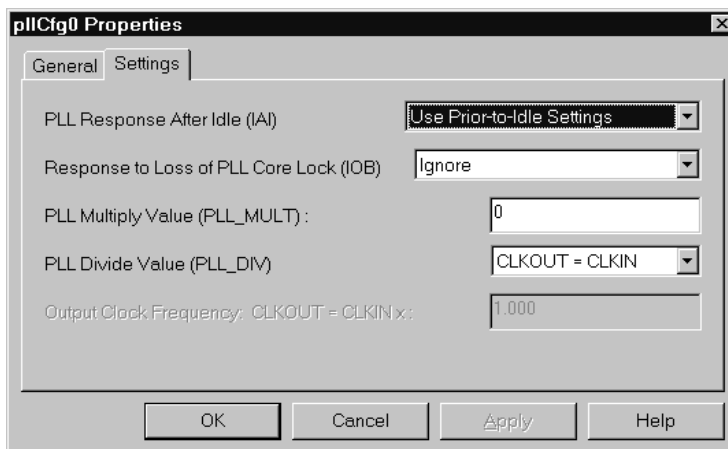 pllCfg0 Properties
General Settings
PLL Response After Idle (IAI) Use Prior-to-Idle Settings
Response to Loss of PLL Core Lock (IOB) Ignore
PLL Multiply Value (PLL_MULT) : 0
PLL Divide Value (PLL_DIV) CLKOUT = CLKIN
Output Clock Frequency: CLKOUT = CLKIN x : 1.000
OK Cancel Apply Help